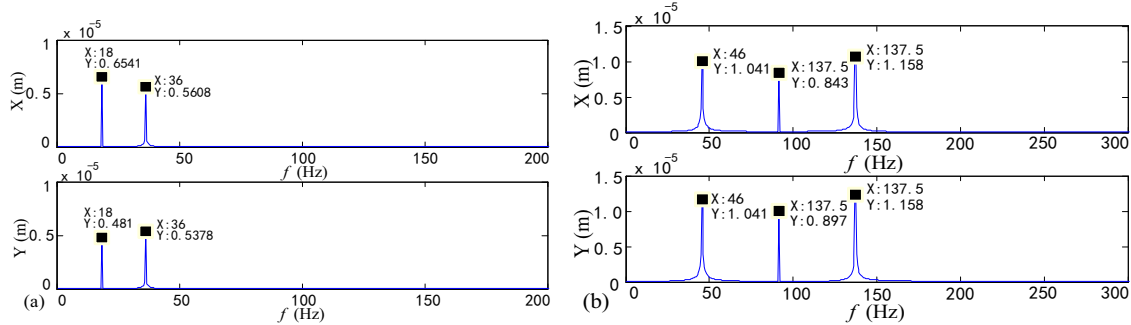 x 10^-5
1
0.5
0
X (m)
X:18
Y:0.6541
X:36
Y:0.5608
0 50 100 150 200
f (Hz)
x 10^-5
1
0.5
0
Y (m)
X:18
Y:0.481
X:36
Y:0.5378
0 50 100 150 200
f (Hz)
(a)
x 10^-5
1.5
1.0
0.5
0
X (m)
X:46
Y:1.041
X:137.5
Y:0.843
X:137.5
Y:1.158
0 50 100 150 200 250 300
f (Hz)
x 10^-5
1.5
1.0
0.5
0
Y (m)
X:46
Y:1.041
X:137.5
Y:0.897
X:137.5
Y:1.158
0 50 100 150 200 250 300
f (Hz)
(b)